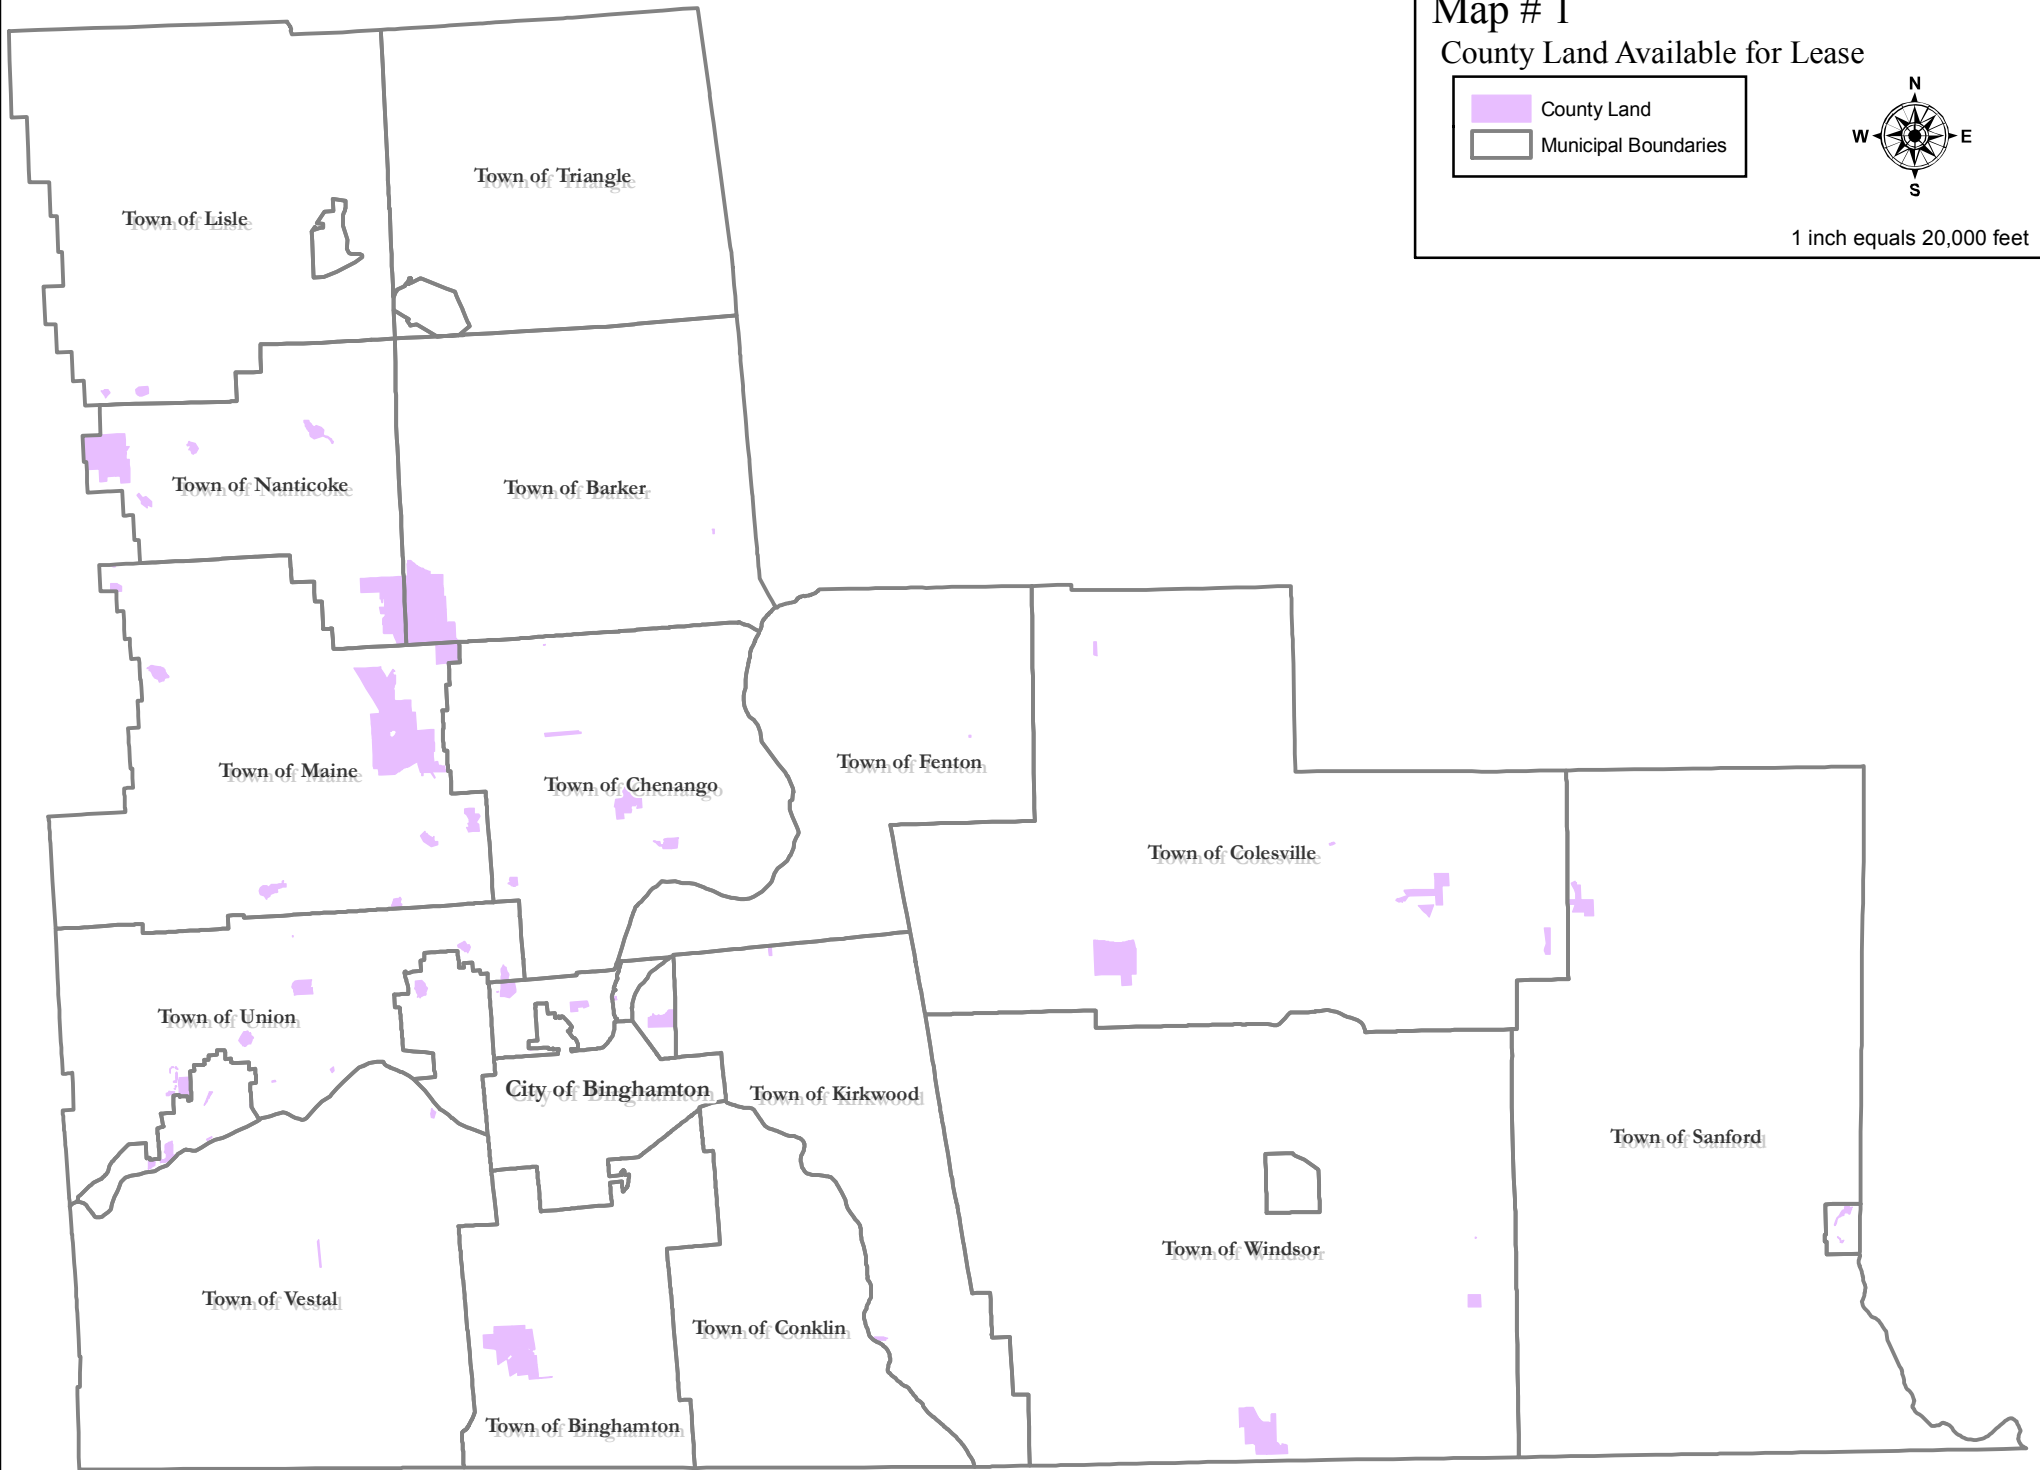 Map # 1
County Land Available for Lease
County Land
Municipal Boundaries
N
W
E
S
1 inch equals 20,000 feet
Town of Triangle
Town of Lisle
Town of Nanticoke
Town of Barker
Town of Maine
Town of Chenango
Town of Fenton
Town of Colesville
Town of Union
City of Binghamton
Town of Kirkwood
Town of Sanford
Town of Windsor
Town of Vestal
Town of Conklin
Town of Binghamton